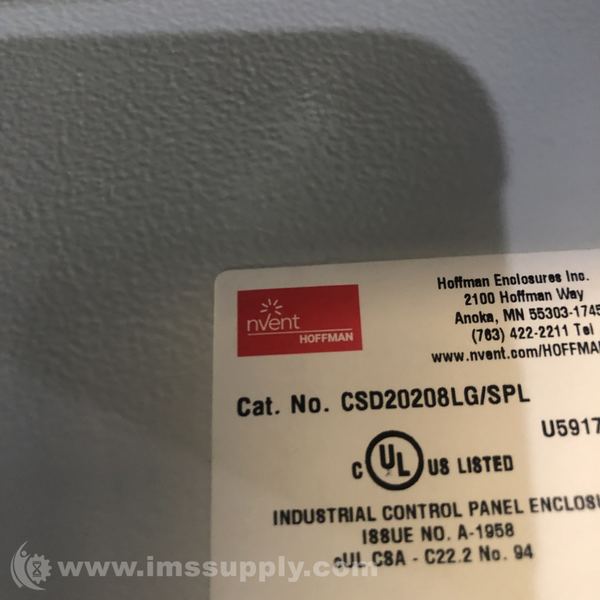 nvent
HOFFMAN
Hoffman Enclosures Inc.
2100 Hoffman Way
Anoka, MN 55303-1745
(763) 422-2211 Tel
www.nvent.com/HOFFMA
Cat. No. CSD20208LG/SPL
U5917
c UL US LISTED
INDUSTRIAL CONTROL PANEL ENCLOSU
ISSUE NO. A-1958
cUL CSA - C22.2 No. 94
www.imssupply.com